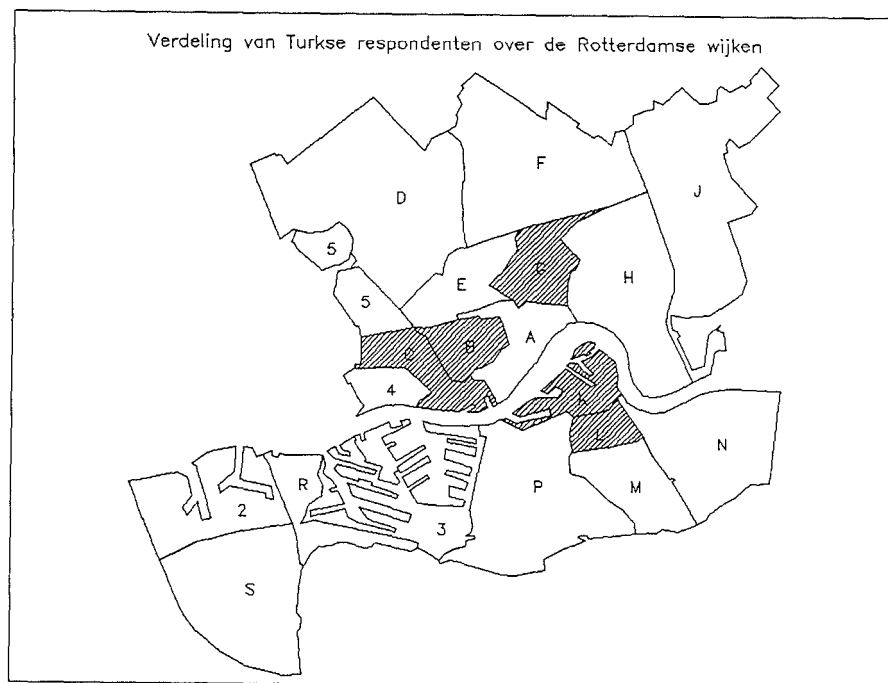 Verdeling van Turkse respondenten over de Rotterdamse wijken
F
D
J
5
G
E
H
5
A
B
C
4
K
L
N
R
P
M
2
3
S